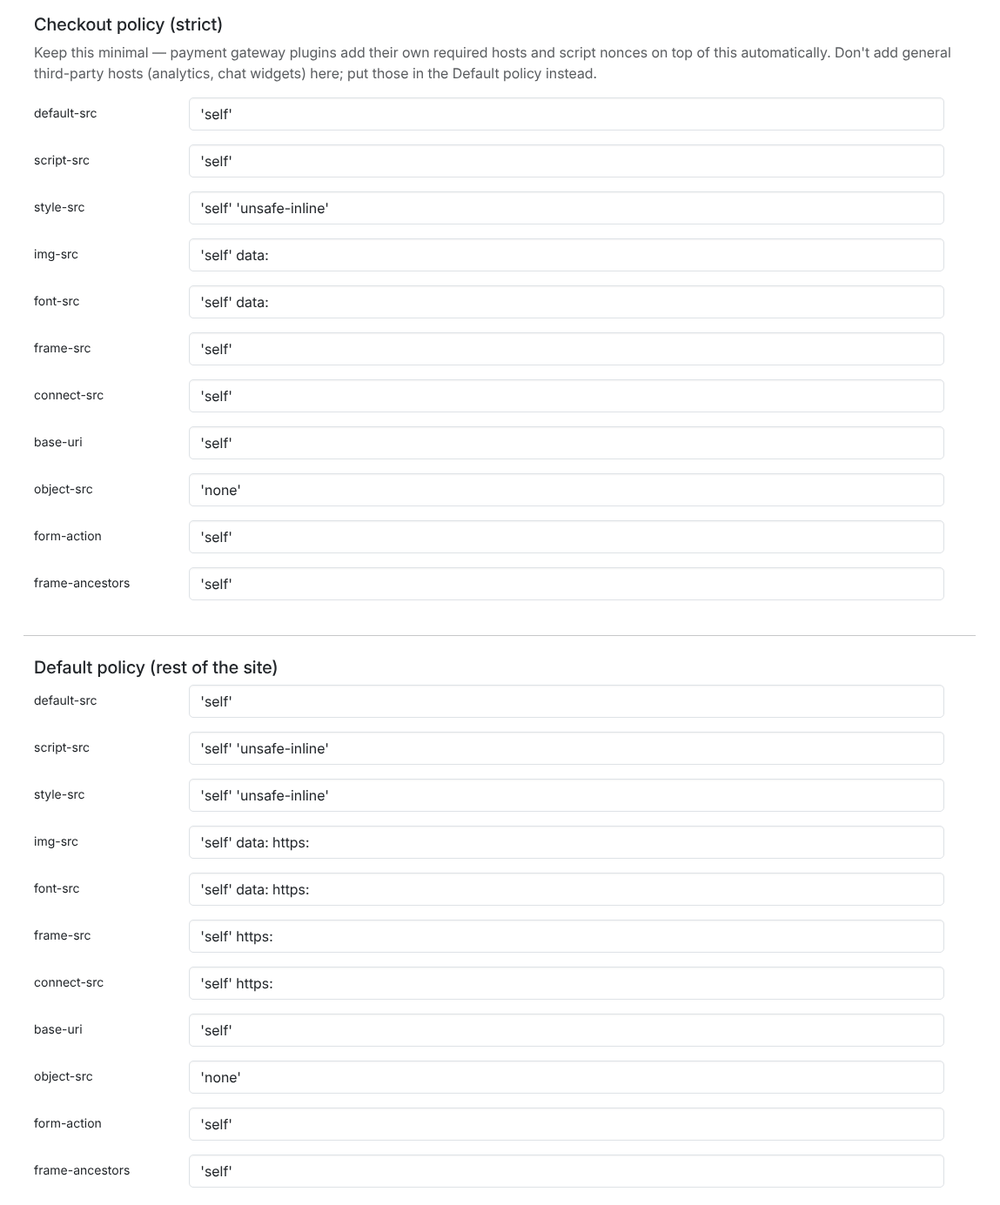 Checkout policy (strict)
Keep this minimal — payment gateway plugins add their own required hosts and script nonces on top of this automatically. Don't add general
third-party hosts (analytics, chat widgets) here; put those in the Default policy instead.
default-src 'self'
script-src 'self'
style-src 'self' 'unsafe-inline'
img-src 'self' data:
font-src 'self' data:
frame-src 'self'
connect-src 'self'
base-uri 'self'
object-src 'none'
form-action 'self'
frame-ancestors 'self'
Default policy (rest of the site)
default-src 'self'
script-src 'self' 'unsafe-inline'
style-src 'self' 'unsafe-inline'
img-src 'self' data: https:
font-src 'self' data: https:
frame-src 'self' https:
connect-src 'self' https:
base-uri 'self'
object-src 'none'
form-action 'self'
frame-ancestors 'self'